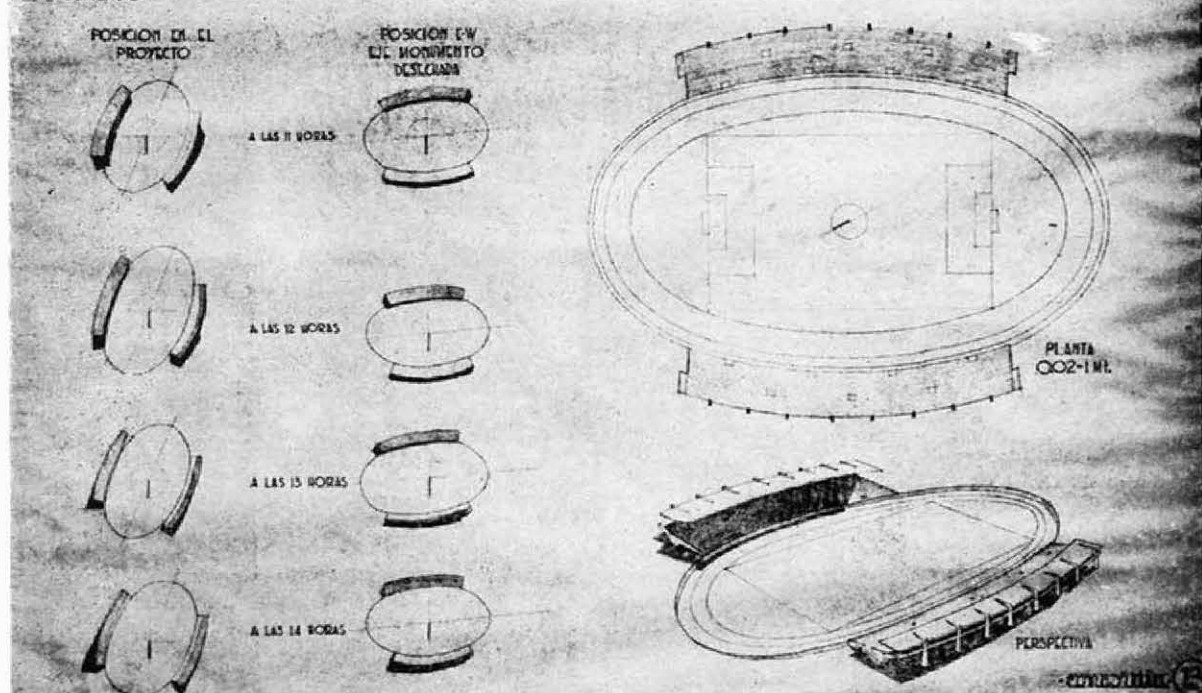 POSICION EN EL
PROYECTO
POSICION E-W
EJE MONUMENTO
DESECHADA
A LAS 11 HORAS
A LAS 12 HORAS
A LAS 13 HORAS
A LAS 14 HORAS
PLANTA
0,02-1 Mt.
PERSPECTIVA